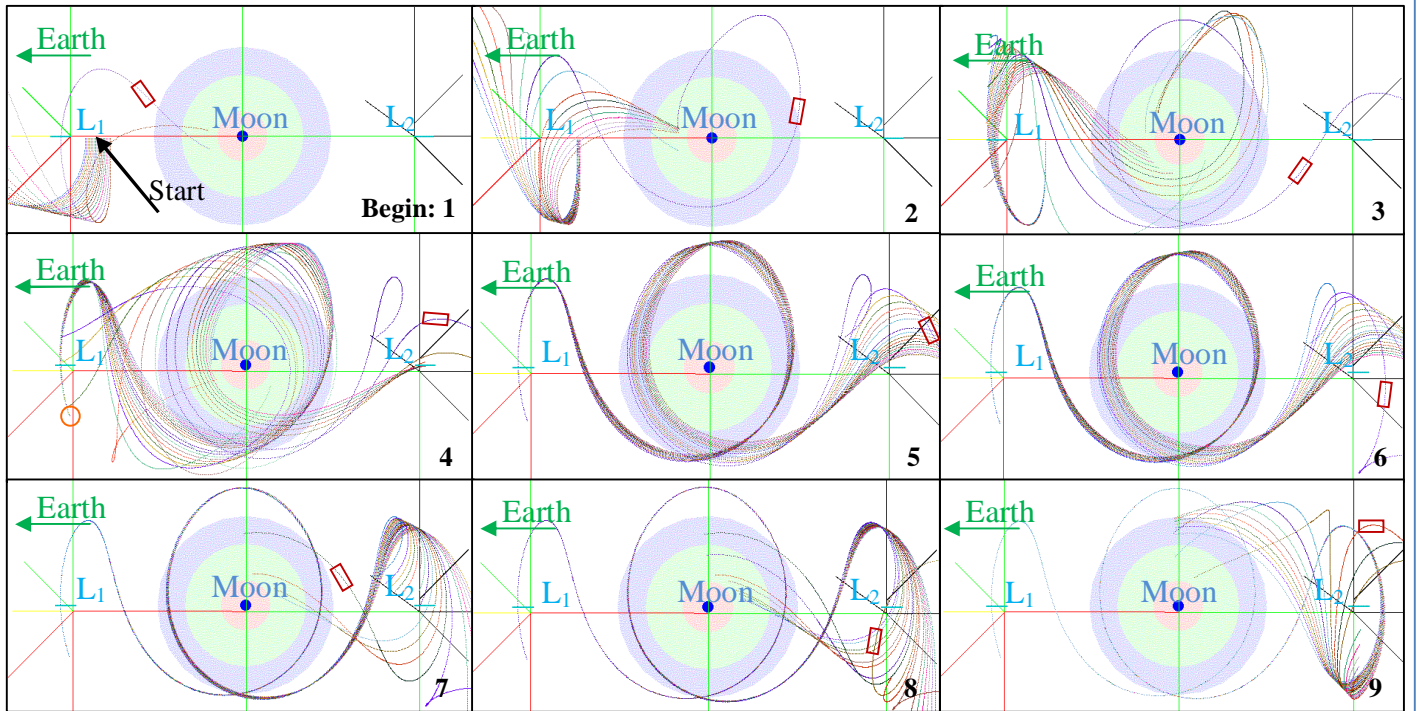 Earth
L₁
Moon
L₂
Start
Begin: 1
Earth
L₁
Moon
L₂
2
Earth
L₁
Moon
L₂
3
Earth
L₁
Moon
L₂
4
Earth
L₁
Moon
L₂
5
Earth
L₁
Moon
L₂
6
Earth
L₁
Moon
L₂
7
Earth
L₁
Moon
L₂
8
Earth
L₁
Moon
L₂
9